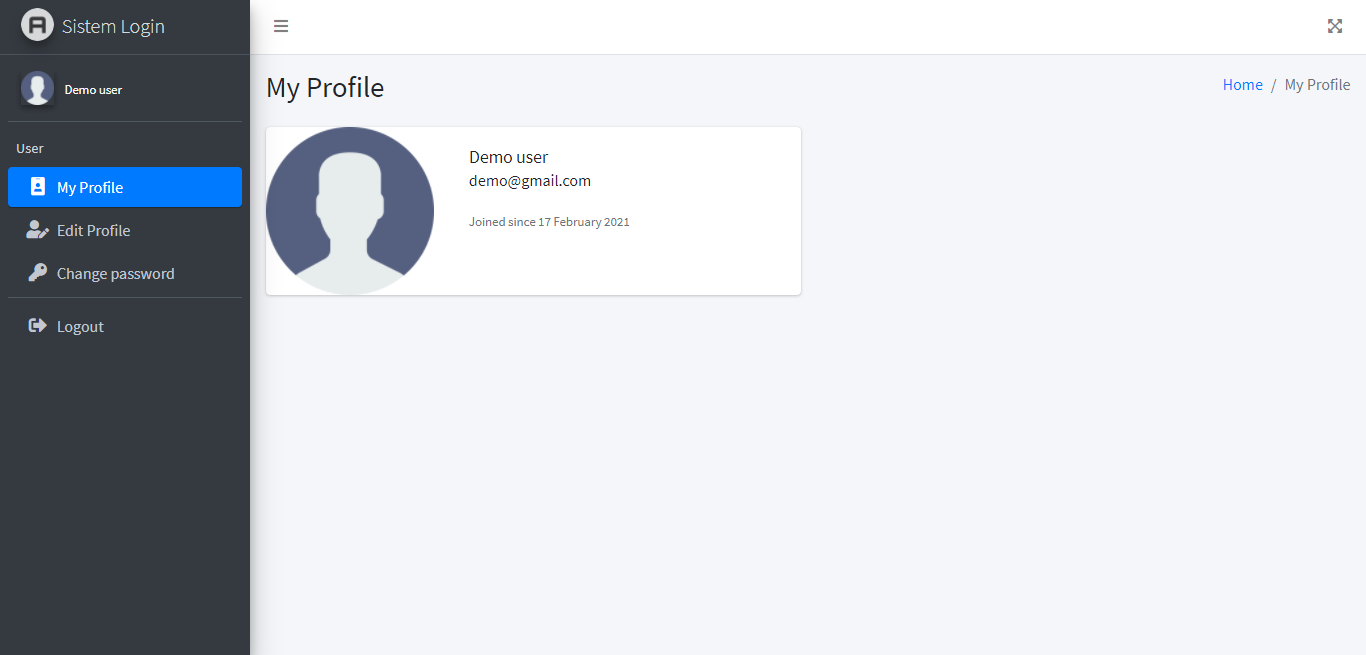 Sistem Login
Demo user
User
My Profile
Edit Profile
Change password
Logout
My Profile
Home / My Profile
Demo user
demo@gmail.com
Joined since 17 February 2021